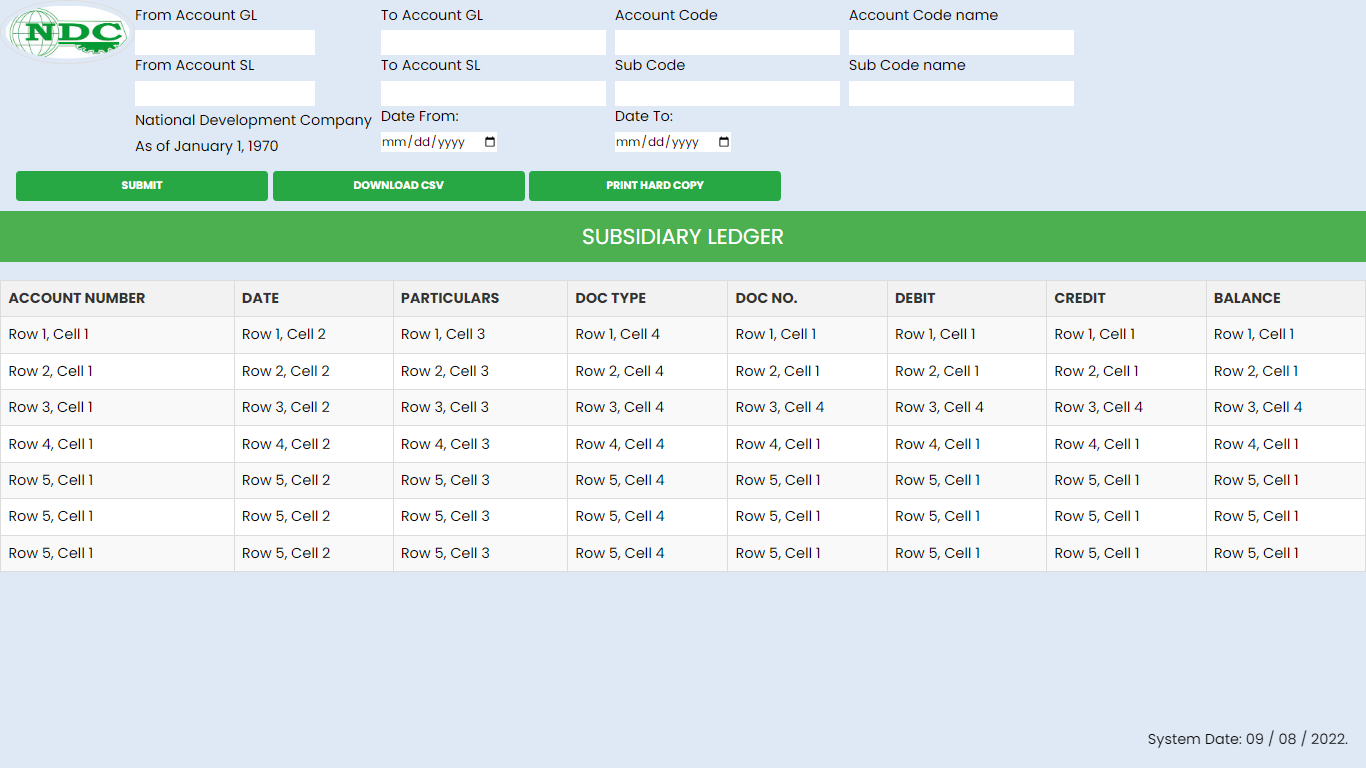 NDC
From Account GL To Account GL Account Code Account Code name
From Account SL To Account SL Sub Code Sub Code name
National Development Company Date From: Date To:
As of January 1, 1970 mm/dd/yyyy mm/dd/yyyy
SUBMIT DOWNLOAD CSV PRINT HARD COPY
SUBSIDIARY LEDGER
ACCOUNT NUMBER DATE PARTICULARS DOC TYPE DOC NO. DEBIT CREDIT BALANCE
Row 1, Cell 1 Row 1, Cell 2 Row 1, Cell 3 Row 1, Cell 4 Row 1, Cell 1 Row 1, Cell 1 Row 1, Cell 1 Row 1, Cell 1
Row 2, Cell 1 Row 2, Cell 2 Row 2, Cell 3 Row 2, Cell 4 Row 2, Cell 1 Row 2, Cell 1 Row 2, Cell 1 Row 2, Cell 1
Row 3, Cell 1 Row 3, Cell 2 Row 3, Cell 3 Row 3, Cell 4 Row 3, Cell 4 Row 3, Cell 4 Row 3, Cell 4 Row 3, Cell 4
Row 4, Cell 1 Row 4, Cell 2 Row 4, Cell 3 Row 4, Cell 4 Row 4, Cell 1 Row 4, Cell 1 Row 4, Cell 1 Row 4, Cell 1
Row 5, Cell 1 Row 5, Cell 2 Row 5, Cell 3 Row 5, Cell 4 Row 5, Cell 1 Row 5, Cell 1 Row 5, Cell 1 Row 5, Cell 1
Row 5, Cell 1 Row 5, Cell 2 Row 5, Cell 3 Row 5, Cell 4 Row 5, Cell 1 Row 5, Cell 1 Row 5, Cell 1 Row 5, Cell 1
Row 5, Cell 1 Row 5, Cell 2 Row 5, Cell 3 Row 5, Cell 4 Row 5, Cell 1 Row 5, Cell 1 Row 5, Cell 1 Row 5, Cell 1
System Date: 09 / 08 / 2022.